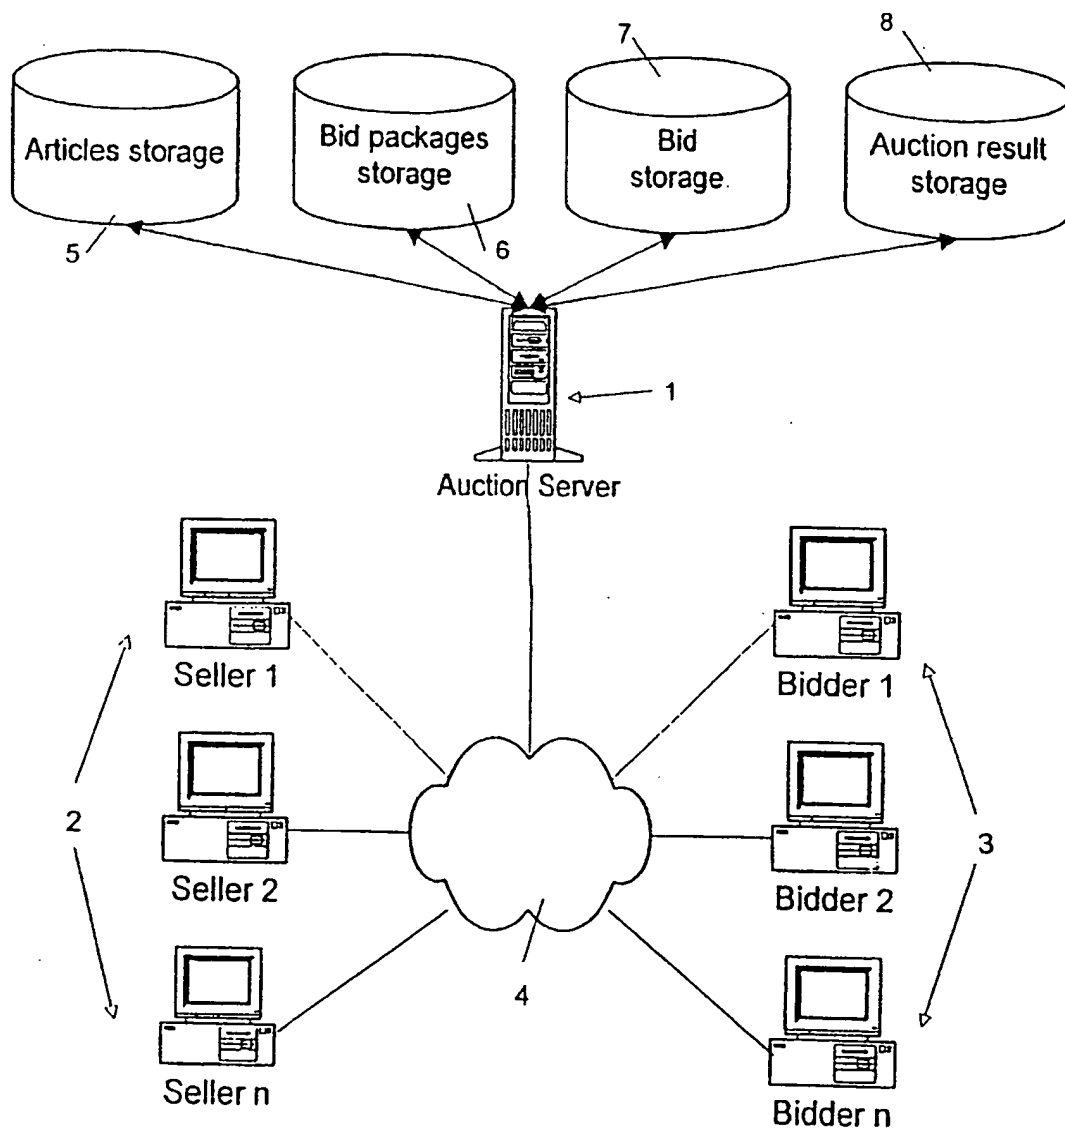 7
8
Articles storage
Bid packages
storage
Bid
storage.
Auction result
storage
5
6
1
Auction Server
Seller 1
Bidder 1
2
Seller 2
Bidder 2
3
4
Seller n
Bidder n